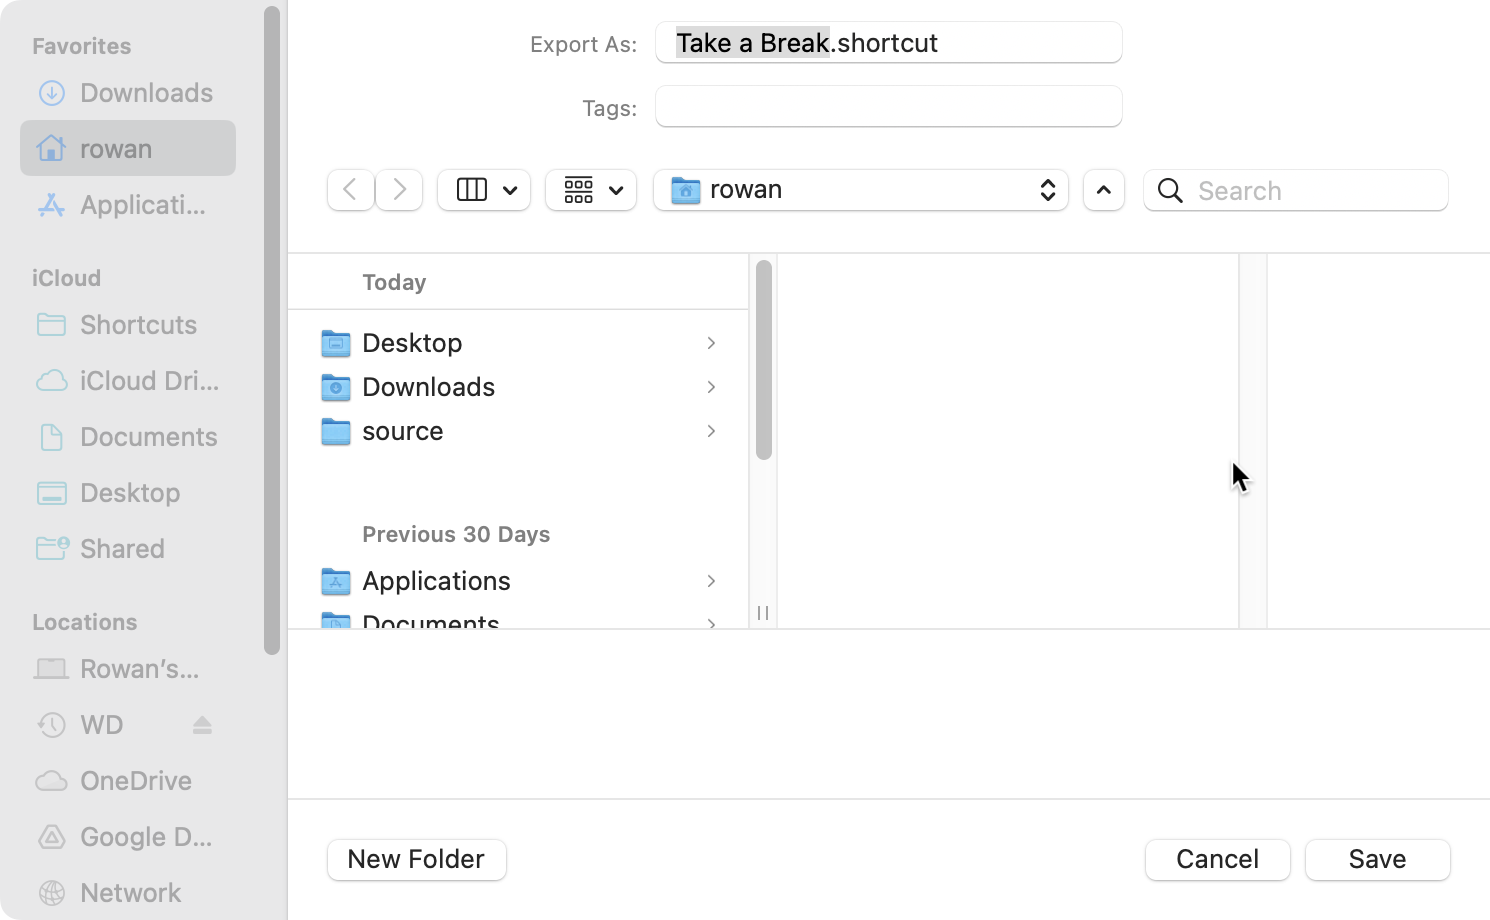 Favorites
Downloads
rowan
Applicati...
iCloud
Shortcuts
iCloud Dri...
Documents
Desktop
Shared
Locations
Rowan’s...
WD
OneDrive
Google D...
Network
Export As: Take a Break.shortcut
Tags:
rowan
Search
Today
Desktop
Downloads
source
Previous 30 Days
Applications
Documents
New Folder
Cancel
Save